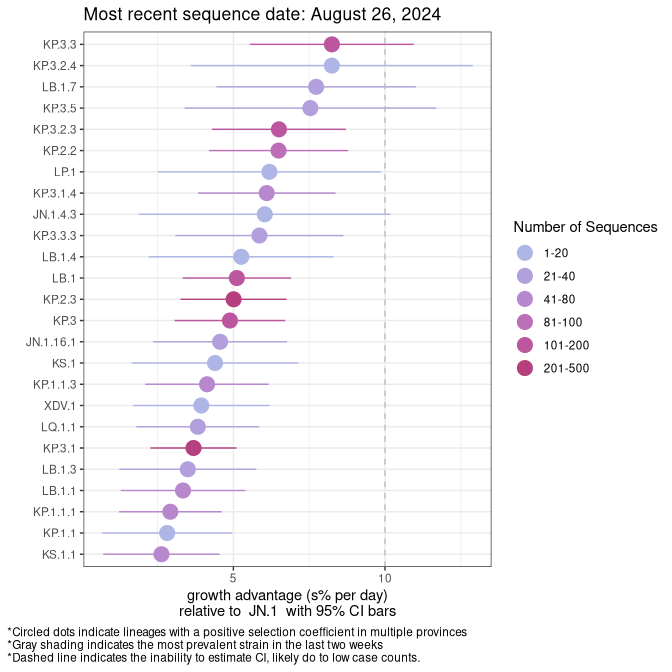 Most recent sequence date: August 26, 2024
KP.3.3
KP.3.2.4
LB.1.7
KP.3.5
KP.3.2.3
KP.2.2
LP.1
KP.3.1.4
JN.1.4.3
KP.3.3.3
LB.1.4
LB.1
KP.2.3
KP.3
JN.1.16.1
KS.1
KP.1.1.3
XDV.1
LQ.1.1
KP.3.1
LB.1.3
LB.1.1
KP.1.1.1
KP.1.1
KS.1.1
5 10
growth advantage (s% per day)
relative to JN.1 with 95% CI bars
Number of Sequences
1-20
21-40
41-80
81-100
101-200
201-500
*Circled dots indicate lineages with a positive selection coefficient in multiple provinces
*Gray shading indicates the most prevalent strain in the last two weeks
*Dashed line indicates the inability to estimate CI, likely do to low case counts.